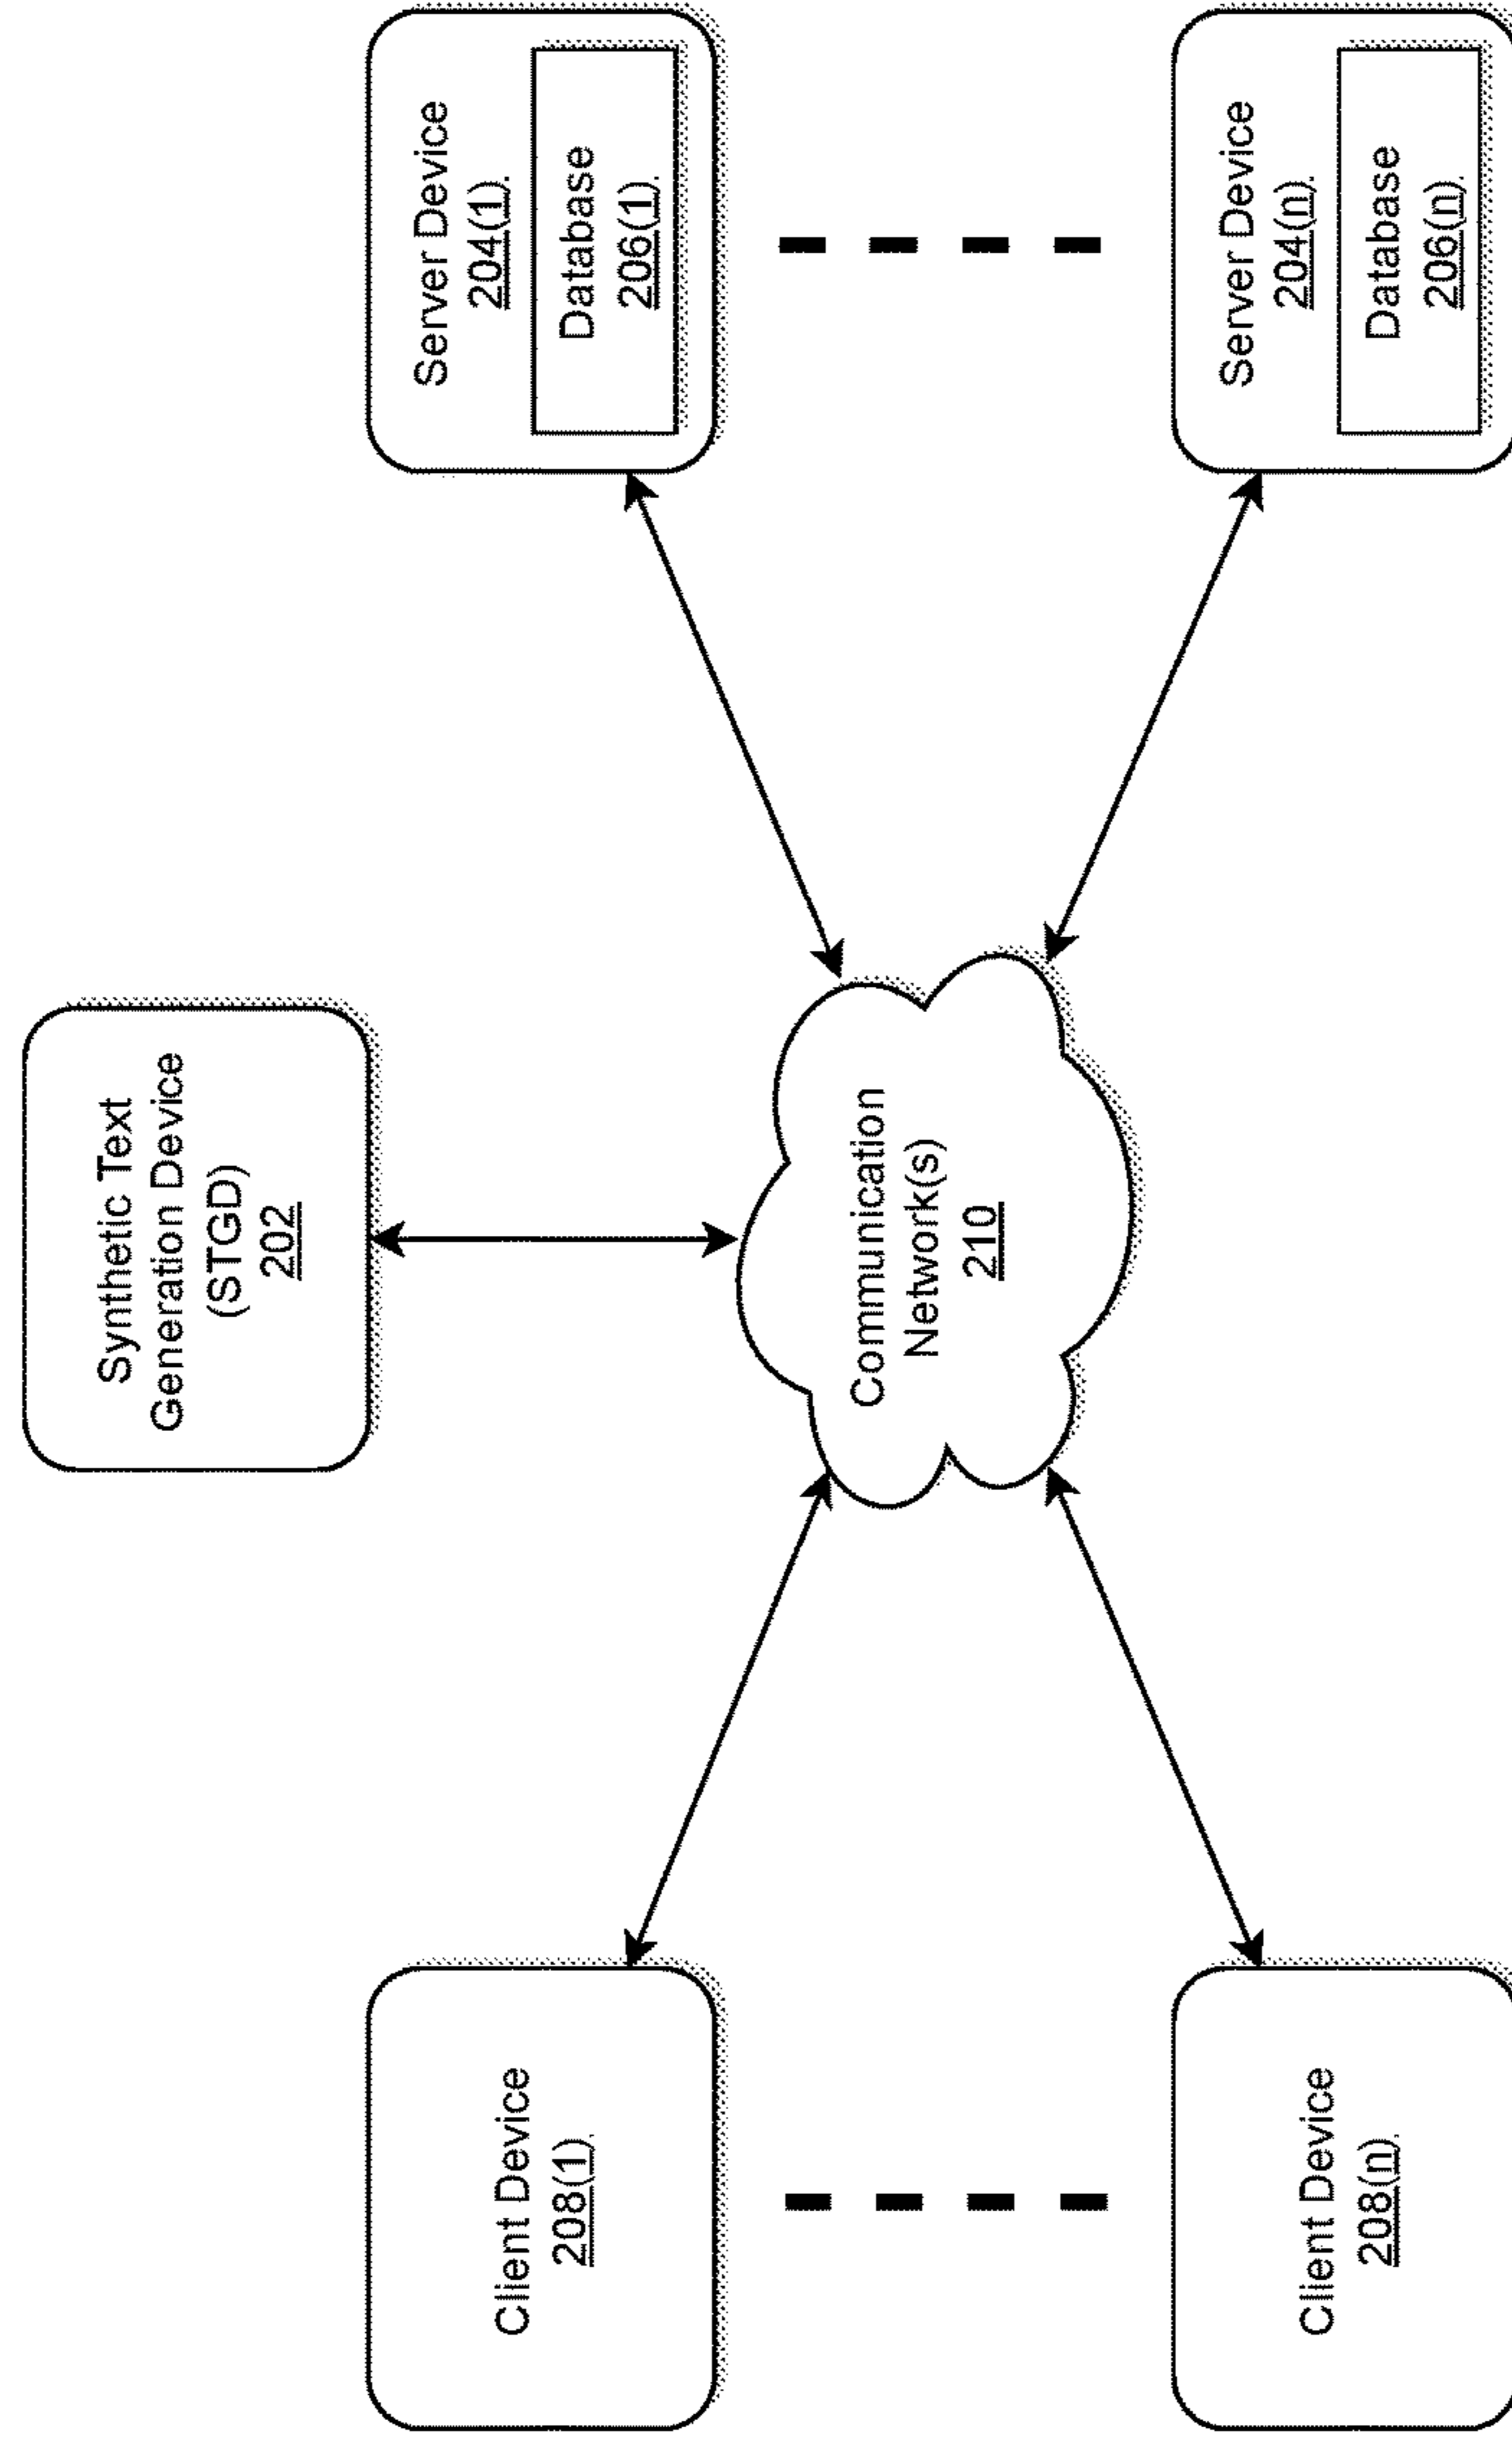 Synthetic Text
Generation Device
(STGD)
202
Client Device
208(1)
Communication
Network(s)
210
Server Device
204(1)
Database
206(1)
Client Device
208(n)
Server Device
204(n)
Database
206(n)